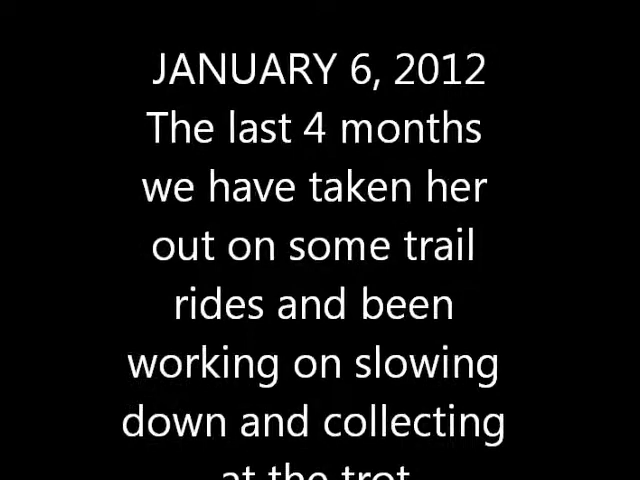 JANUARY 6, 2012
The last 4 months
we have taken her
out on some trail
rides and been
working on slowing
down and collecting
at the trot